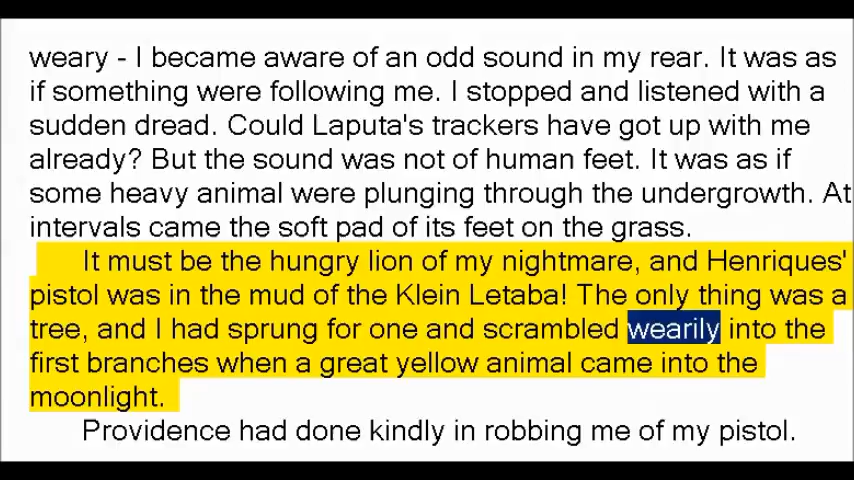 weary - I became aware of an odd sound in my rear. It was as
if something were following me. I stopped and listened with a
sudden dread. Could Laputa's trackers have got up with me
already? But the sound was not of human feet. It was as if
some heavy animal were plunging through the undergrowth. At
intervals came the soft pad of its feet on the grass.
It must be the hungry lion of my nightmare, and Henriques'
pistol was in the mud of the Klein Letaba! The only thing was a
tree, and I had sprung for one and scrambled wearily into the
first branches when a great yellow animal came into the
moonlight.
Providence had done kindly in robbing me of my pistol.